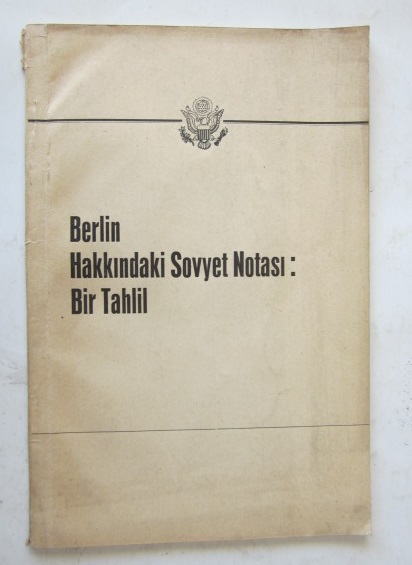 Berlin
Hakkındaki Sovyet Notası :
Bir Tahlil